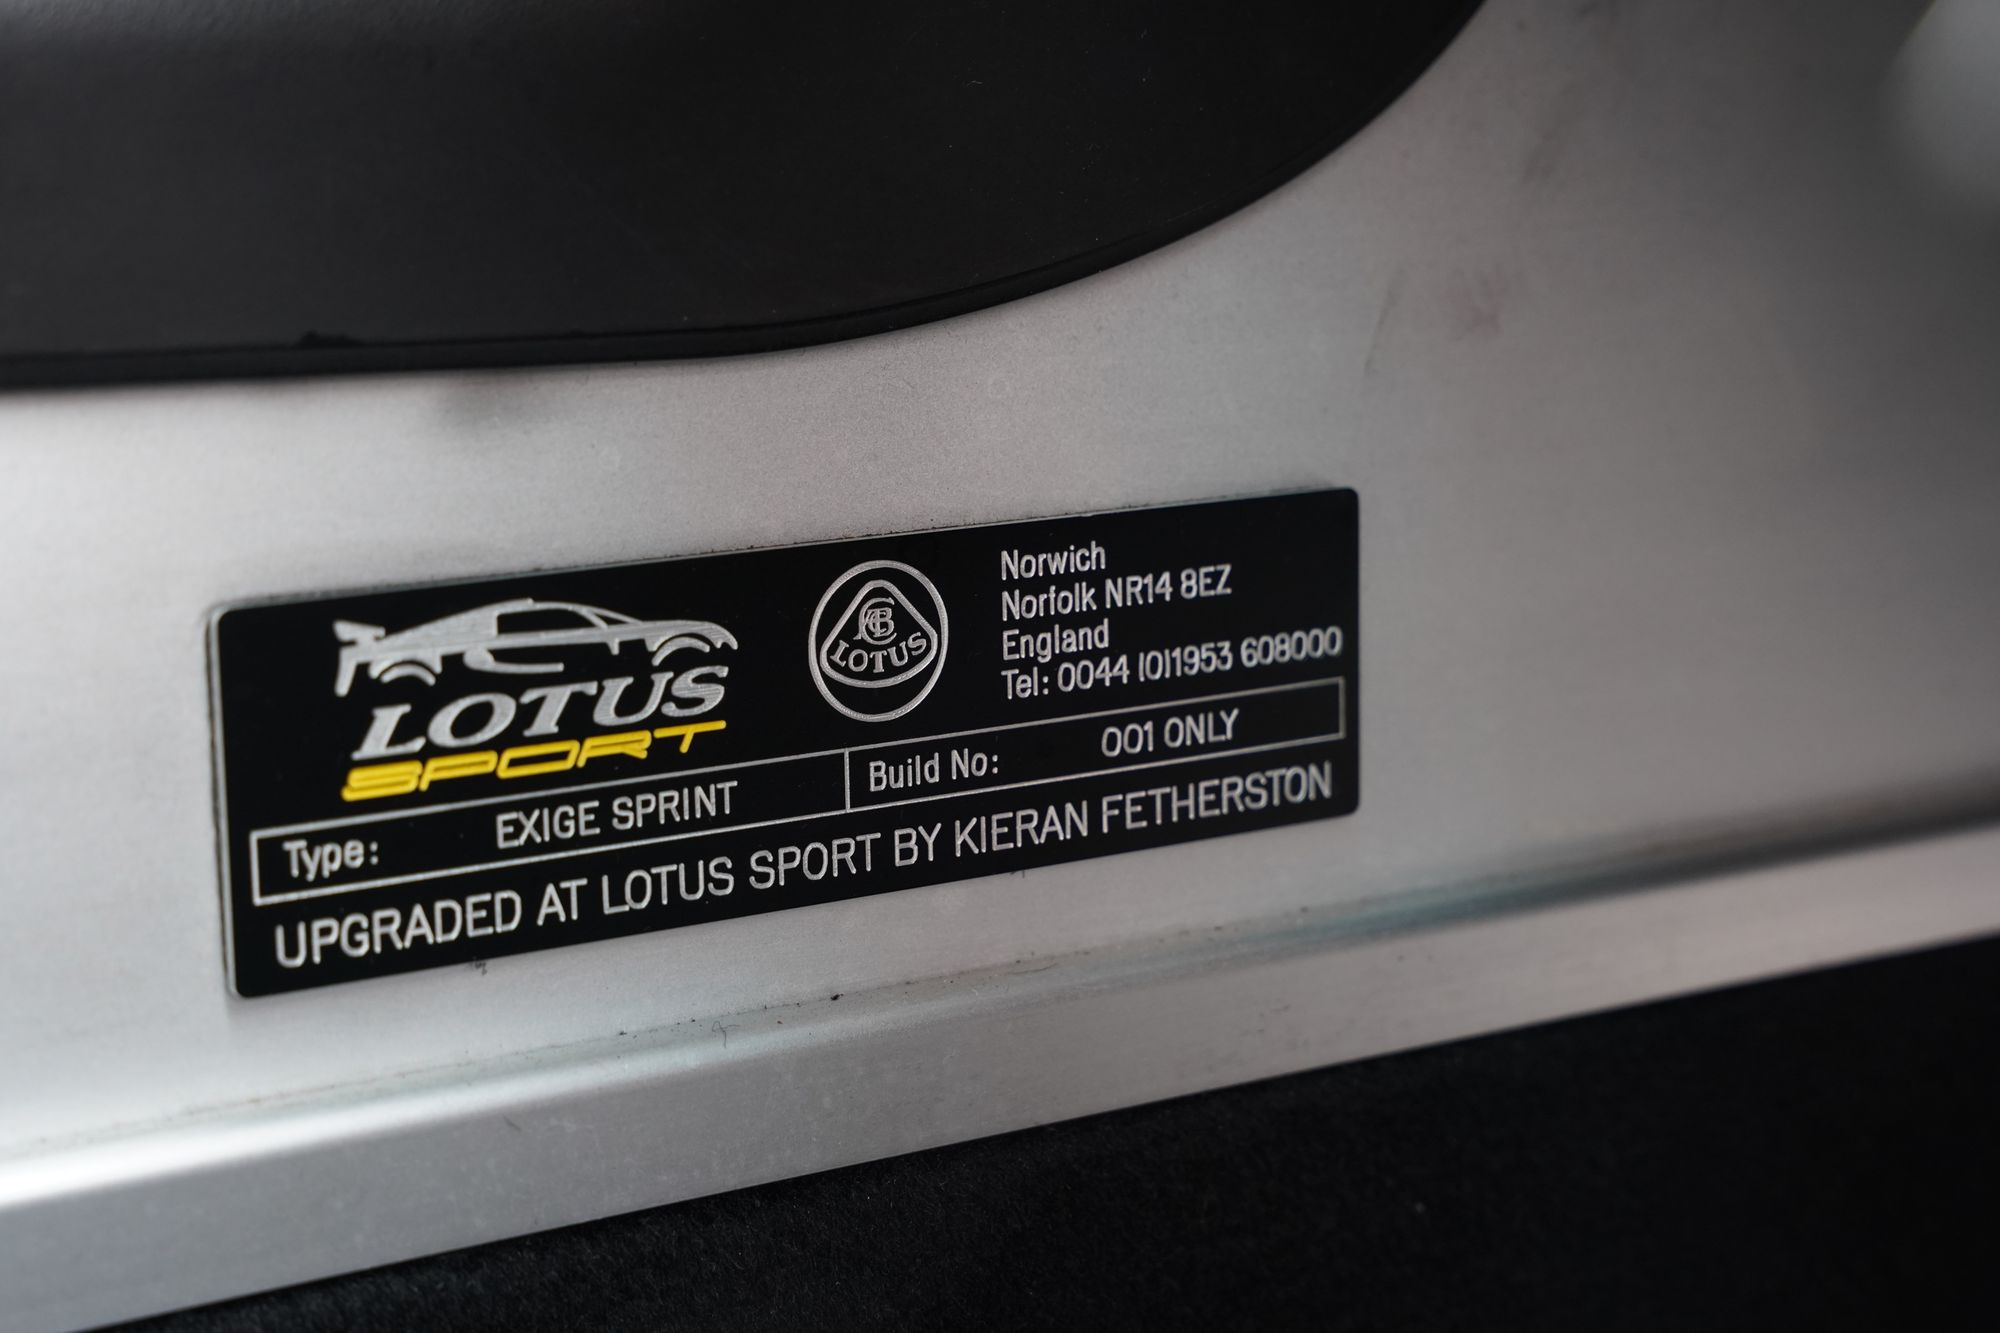 LOTUS
SPORT
ACBC
LOTUS
Norwich
Norfolk NR14 8EZ
England
Tel: 0044 (0)1953 608000
Type: EXIGE SPRINT
Build No: 001 ONLY
UPGRADED AT LOTUS SPORT BY KIERAN FETHERSTON